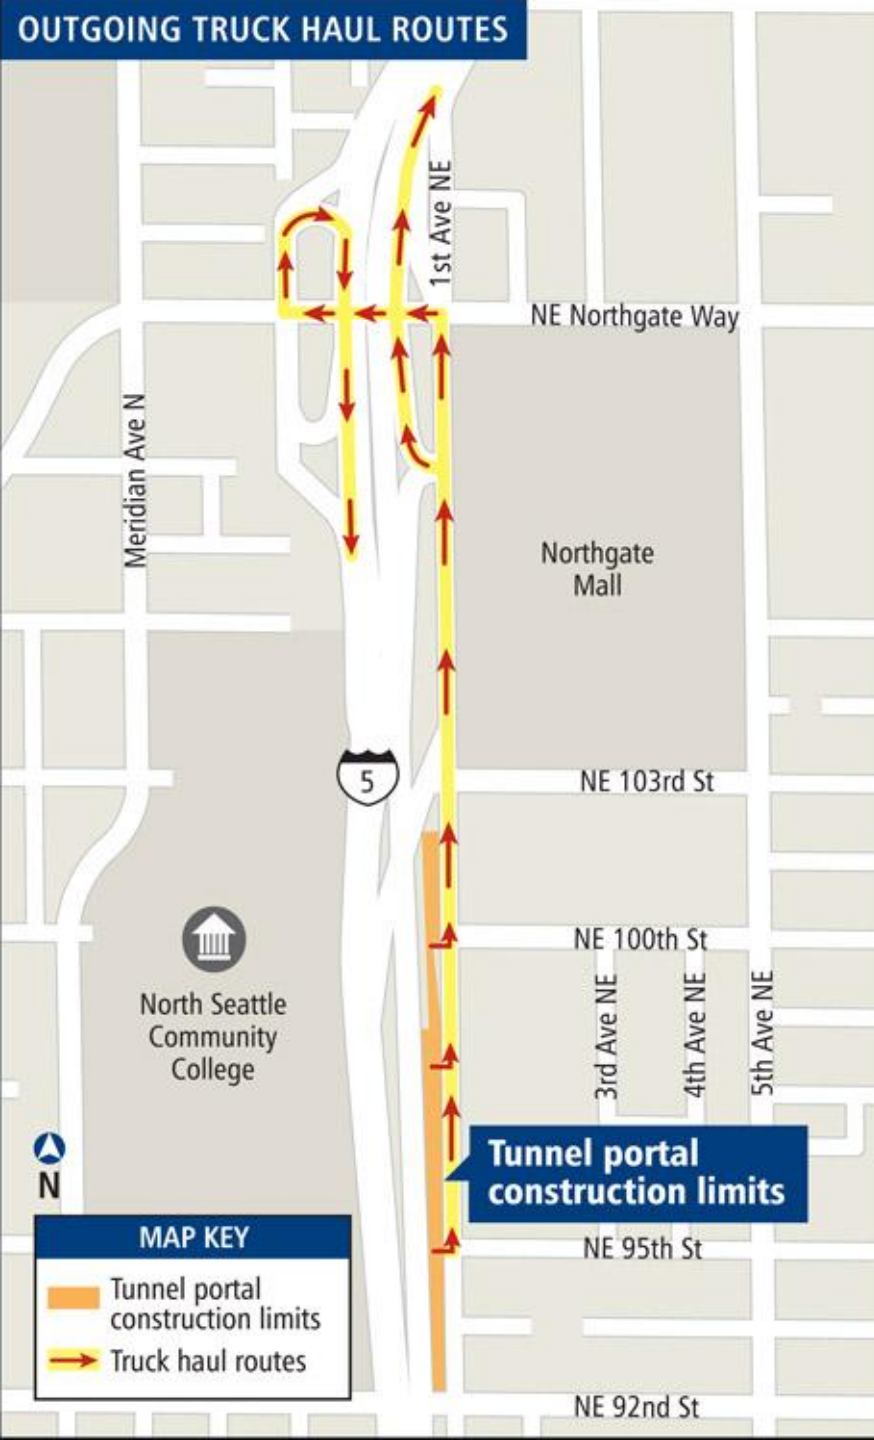 OUTGOING TRUCK HAUL ROUTES
1st Ave NE
NE Northgate Way
Meridian Ave N
Northgate
Mall
5
NE 103rd St
NE 100th St
North Seattle
Community
College
3rd Ave NE
4th Ave NE
5th Ave NE
N
Tunnel portal
construction limits
NE 95th St
MAP KEY
Tunnel portal
construction limits
Truck haul routes
NE 92nd St